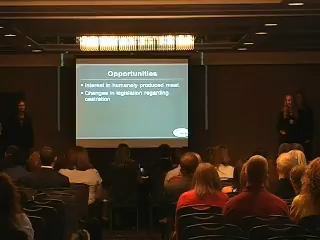 Opportunities
• Interest in humanely produced meat
• Changes in legislation regarding
castration